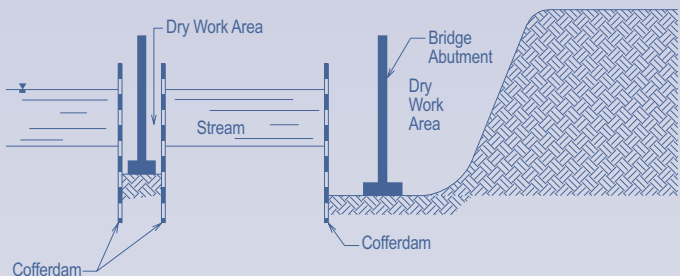 Dry Work Area
Bridge
Abutment
Dry
Work
Area
Stream
Cofferdam
Cofferdam